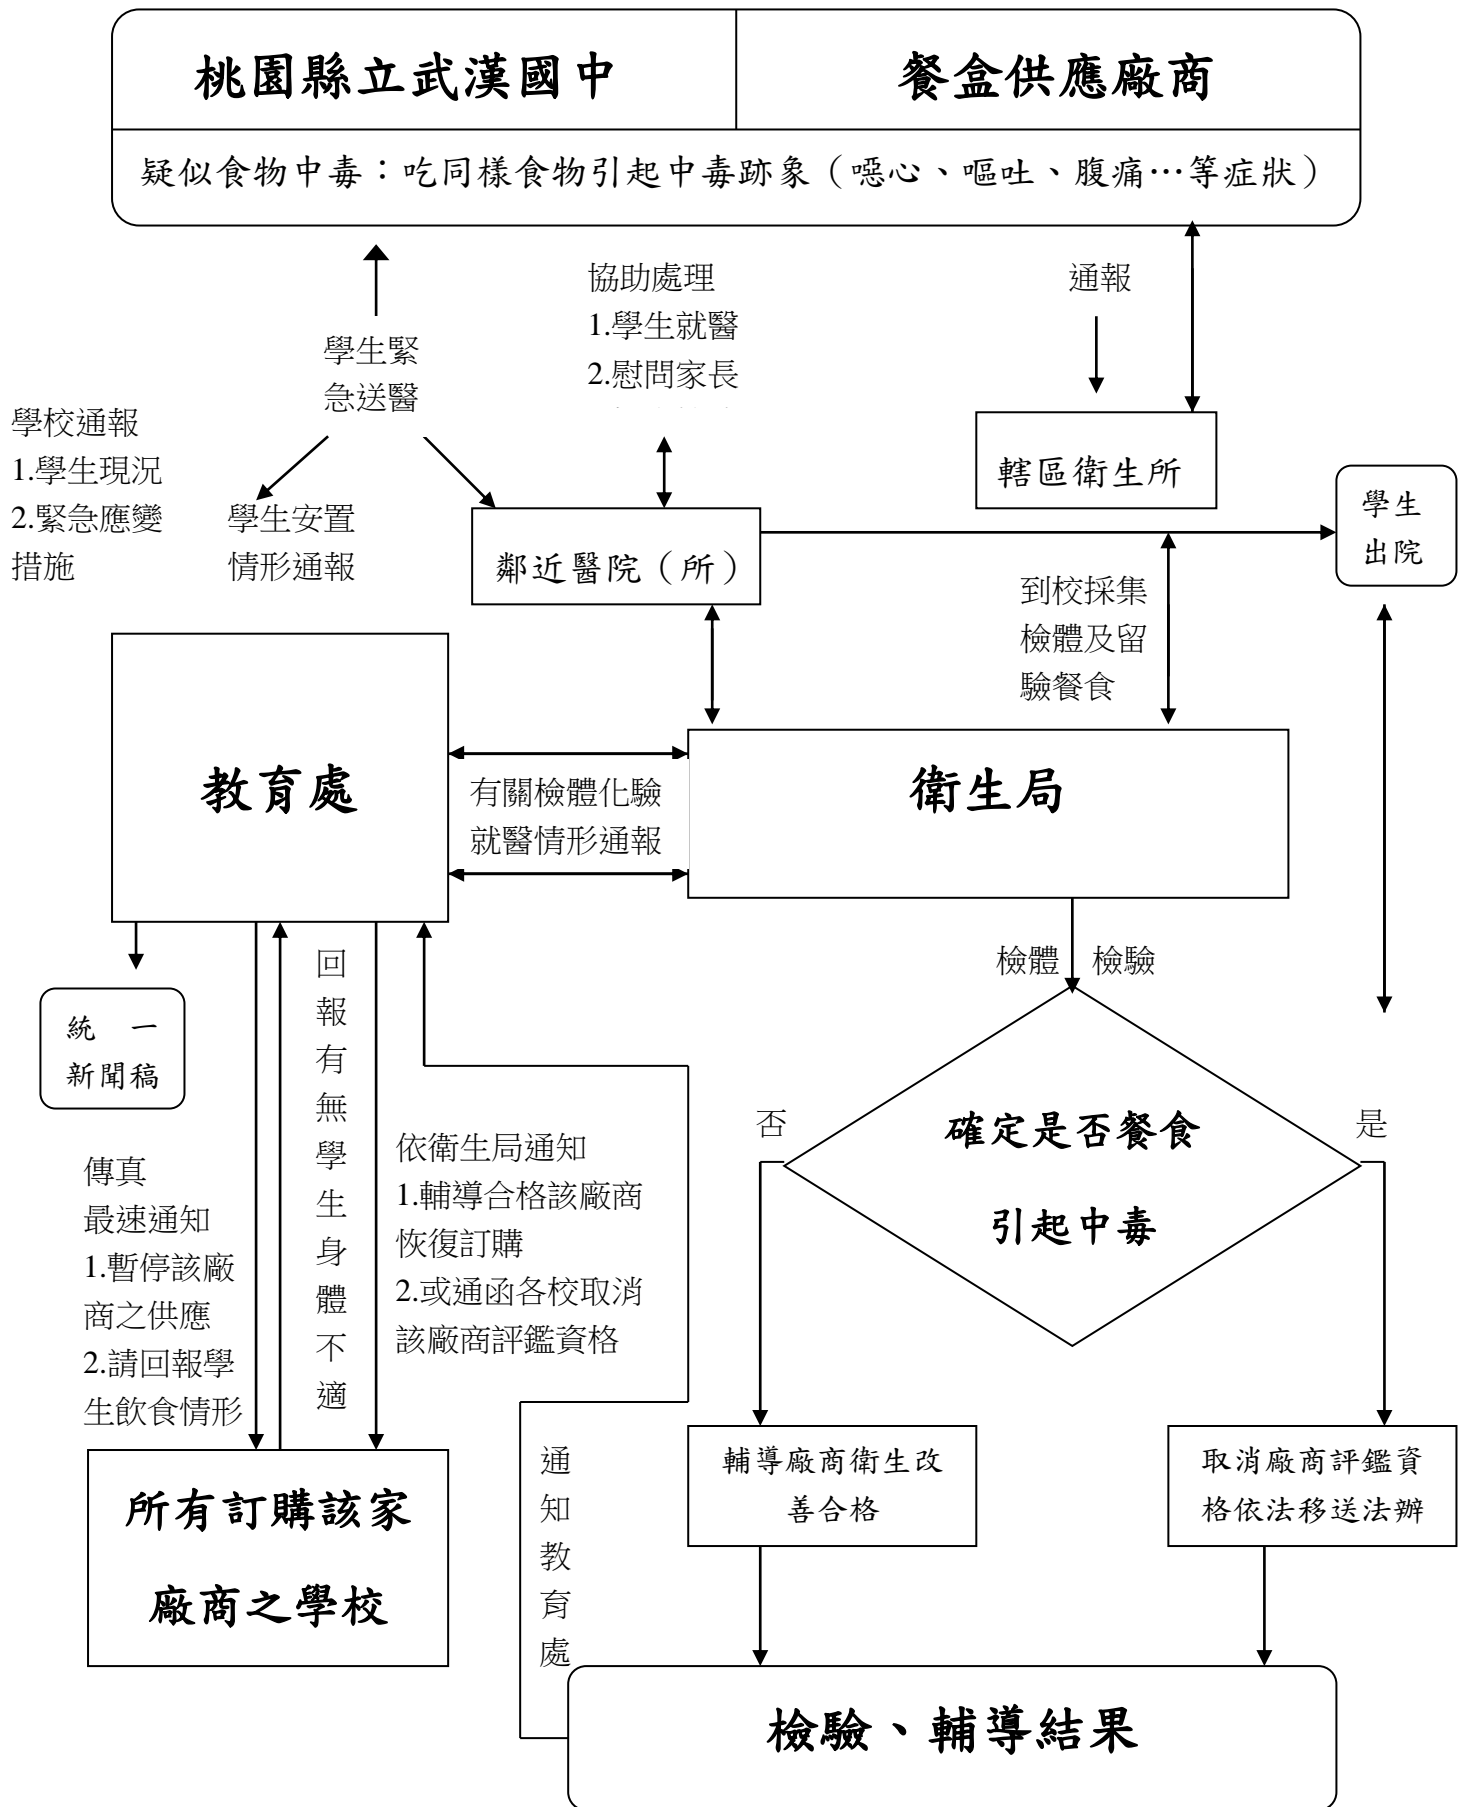 桃園縣立武漢國中
餐盒供應廠商
疑似食物中毒：吃同樣食物引起中毒跡象（噁心、嘔吐、腹痛…等症狀）
協助處理
1.學生就醫
2.慰問家長
通報
學生緊
急送醫
學校通報
1.學生現況
2.緊急應變
措施
學生安置
情形通報
鄰近醫院（所）
轄區衛生所
學生
出院
到校採集
檢體及留
驗餐食
教育處
有關檢體化驗
就醫情形通報
衛生局
檢體
檢驗
統　一
新聞稿
回
報
有
無
學
生
身
體
不
適
傳真
最速通知
1.暫停該廠
商之供應
2.請回報學
生飲食情形
依衛生局通知
1.輔導合格該廠商
恢復訂購
2.或通函各校取消
該廠商評鑑資格
否
確定是否餐食
引起中毒
是
所有訂購該家
廠商之學校
通
知
教
育
處
輔導廠商衛生改
善合格
取消廠商評鑑資
格依法移送法辦
檢驗、輔導結果